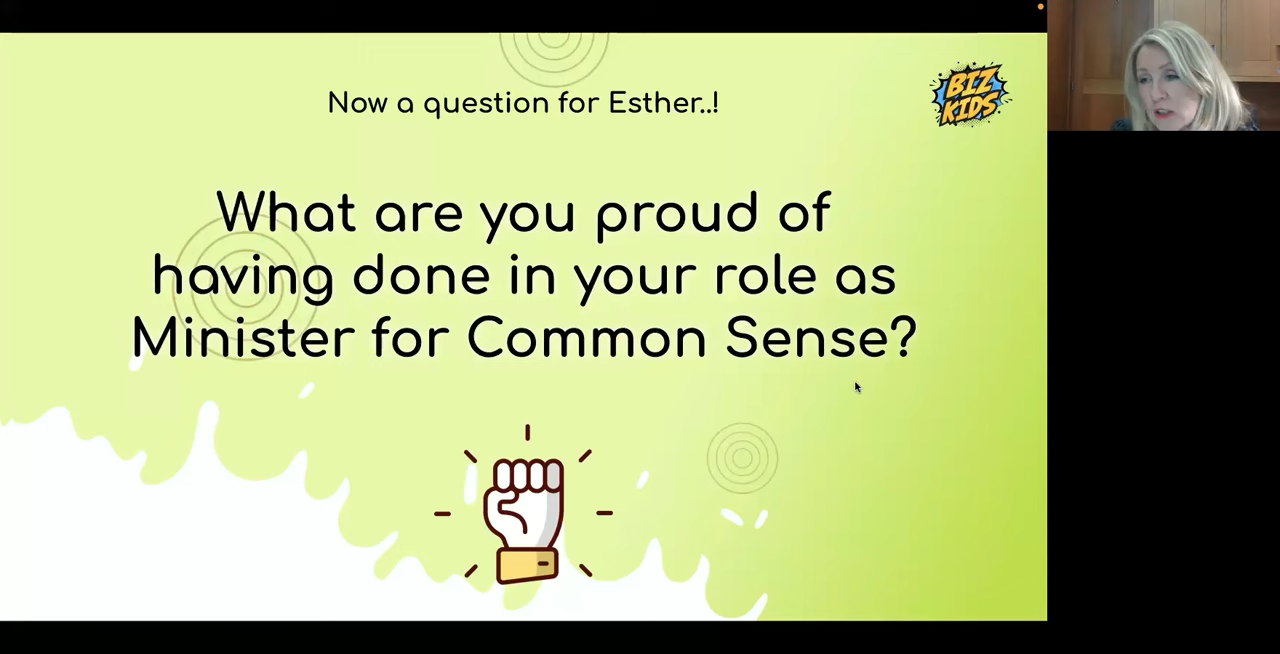 Now a question for Esther..!
BIZ
KIDS
What are you proud of
having done in your role as
Minister for Common Sense?